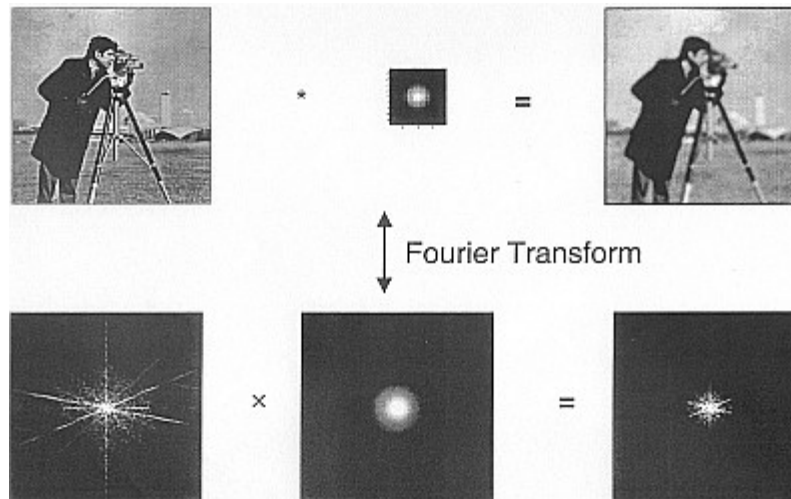 * =
Fourier Transform
× =